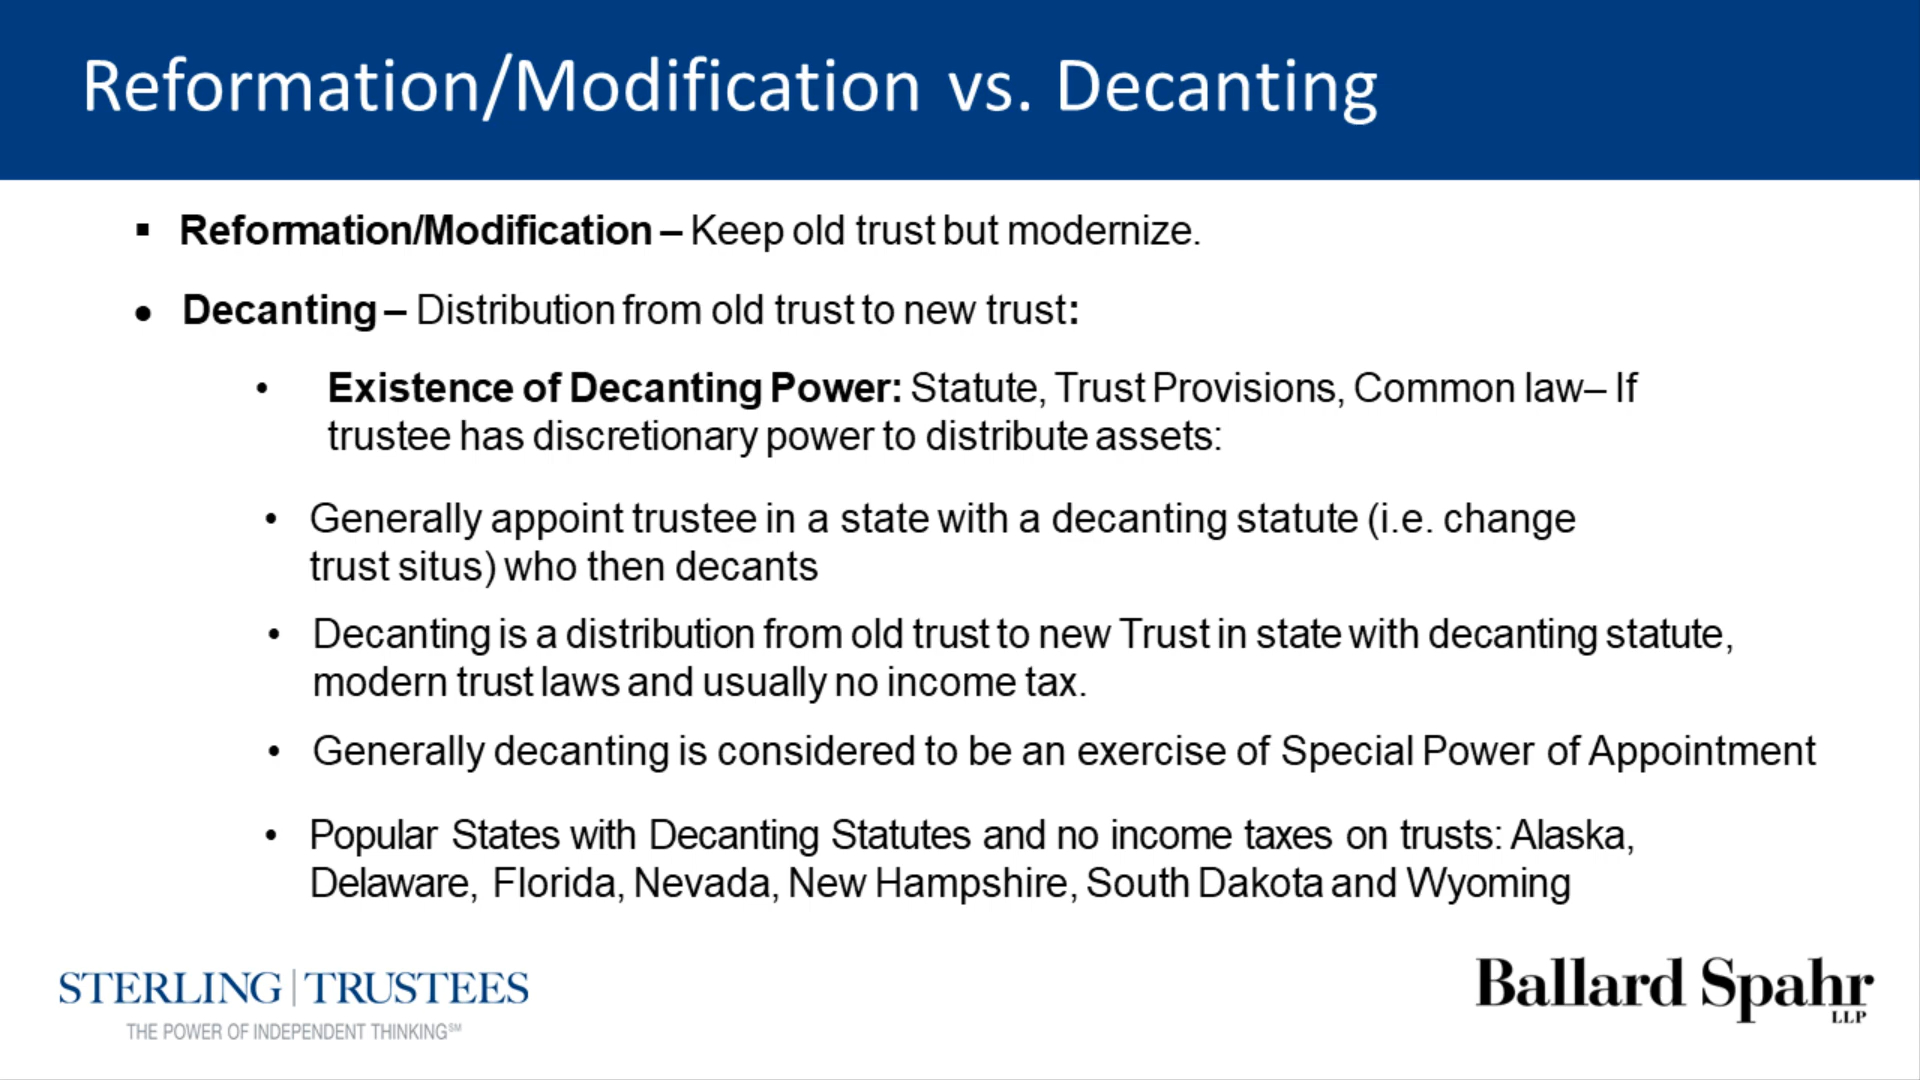 Reformation/Modification vs. Decanting
▪ Reformation/Modification – Keep old trust but modernize.
• Decanting – Distribution from old trust to new trust:
• Existence of Decanting Power: Statute, Trust Provisions, Common law– If
trustee has discretionary power to distribute assets:
• Generally appoint trustee in a state with a decanting statute (i.e. change
trust situs) who then decants
• Decanting is a distribution from old trust to new Trust in state with decanting statute,
modern trust laws and usually no income tax.
• Generally decanting is considered to be an exercise of Special Power of Appointment
• Popular States with Decanting Statutes and no income taxes on trusts: Alaska,
Delaware, Florida, Nevada, New Hampshire, South Dakota and Wyoming
STERLING | TRUSTEES
THE POWER OF INDEPENDENT THINKING℠
Ballard Spahr
LLP